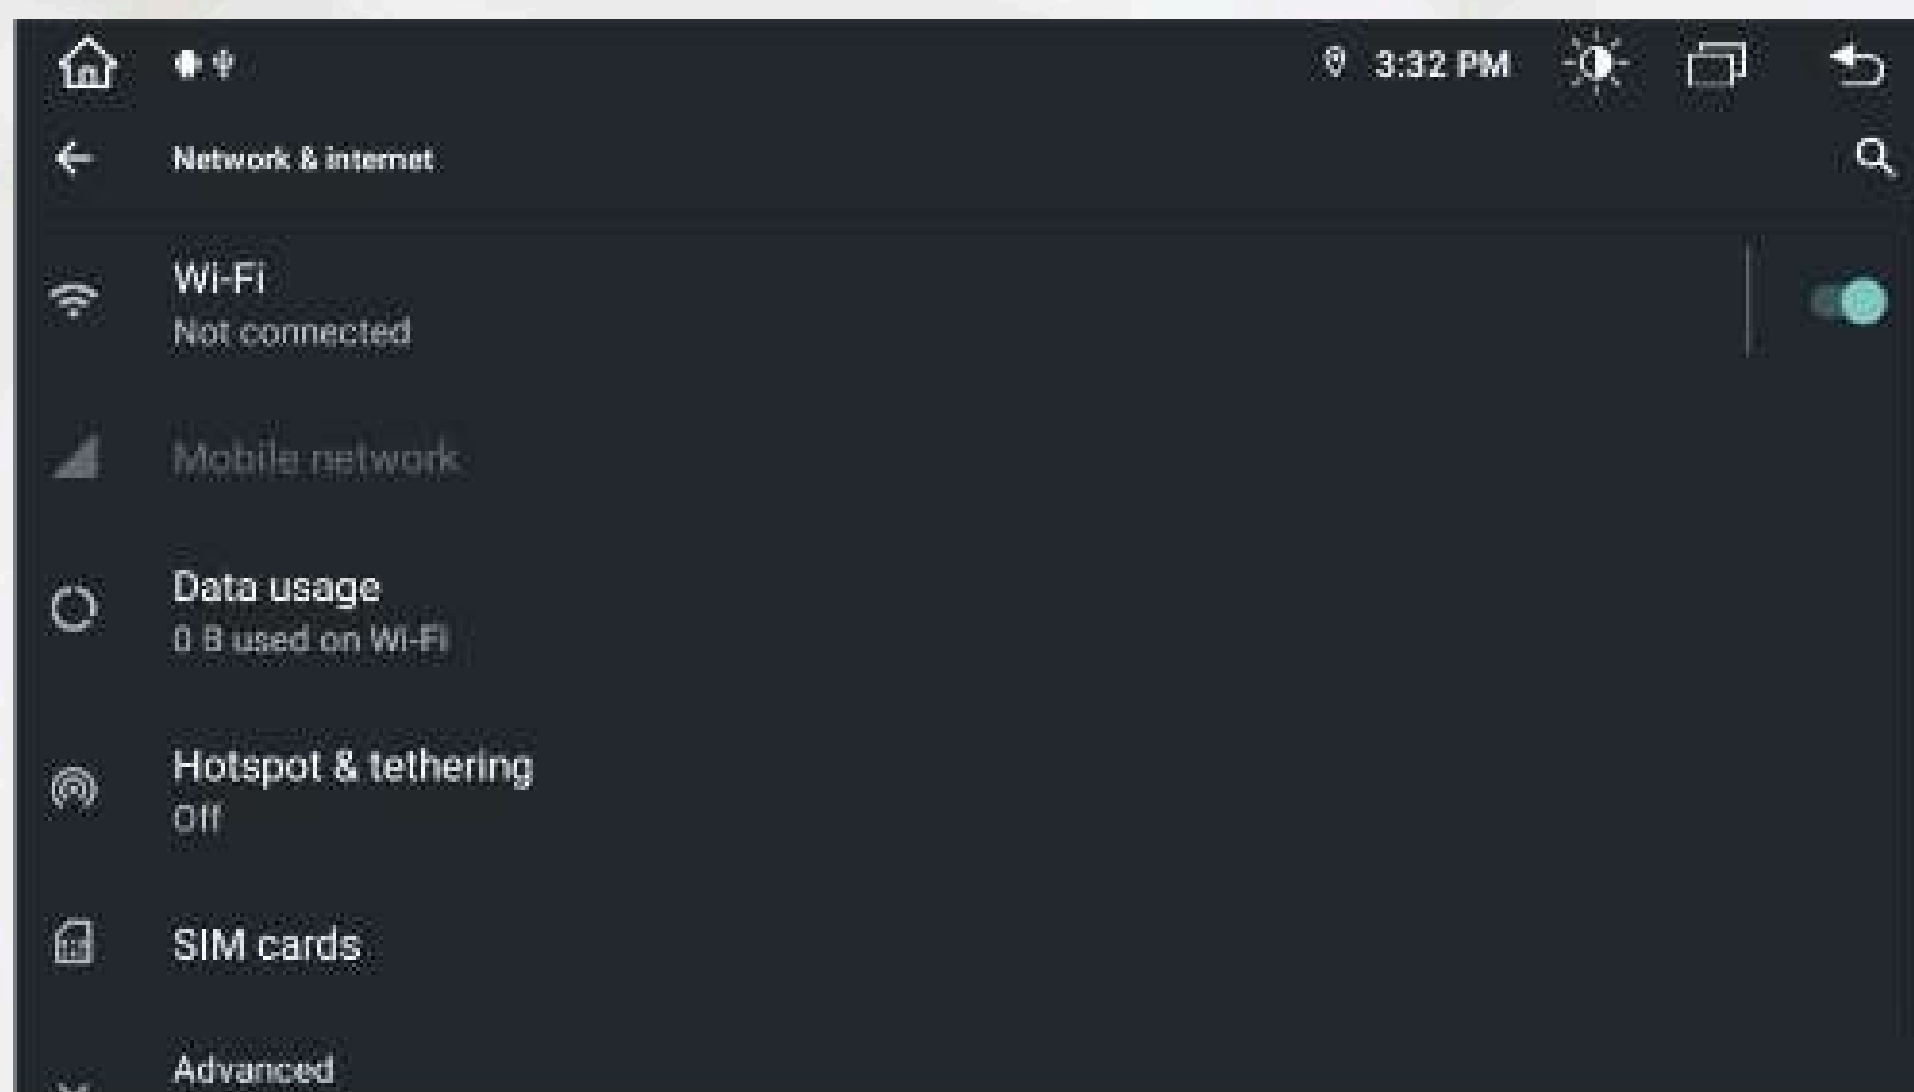 3:32 PM
Network & internet
Wi-Fi
Not connected
Mobile network
Data usage
0 B used on Wi-Fi
Hotspot & tethering
Off
SIM cards
Advanced